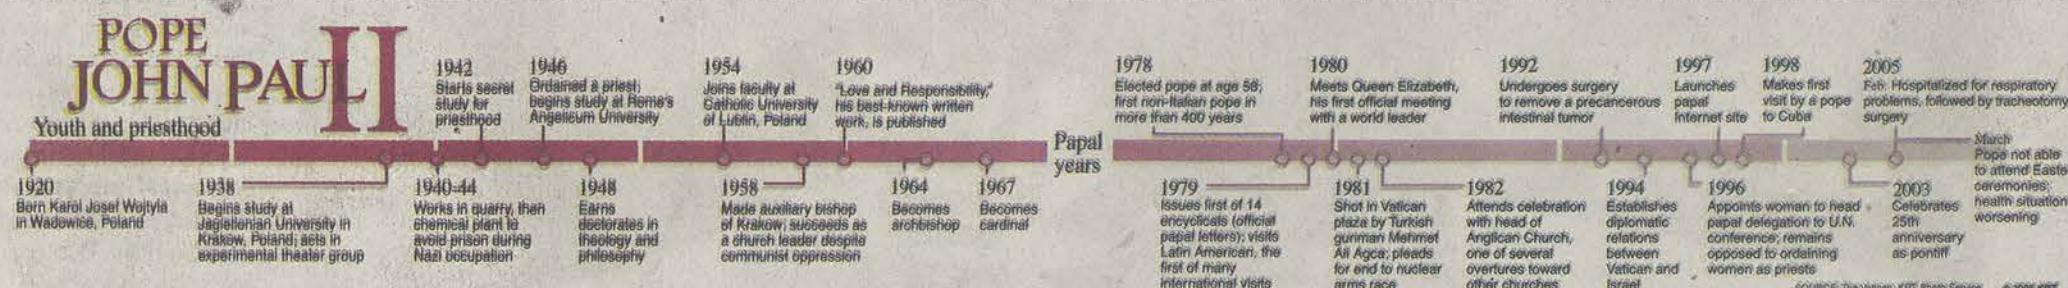 POPE
JOHN PAUL II
Youth and priesthood
1920
Born Karol Josef Wojtyla
in Wadowice, Poland
1938
Begins study at
Jagiellonian University in
Krakow, Poland; acts in
experimental theater group
1940-44
Works in quarry, then
chemical plant to
avoid prison during
Nazi occupation
1942
Starts secret
study for
priesthood
1946
Ordained a priest;
begins study at Rome's
Angelicum University
1948
Earns
doctorates in
theology and
philosophy
1954
Joins faculty at
Catholic University
of Lublin, Poland
1958
Made auxiliary bishop
of Krakow; succeeds as
a church leader despite
communist oppression
1960
"Love and Responsibility,"
his best-known written
work, is published
1964
Becomes
archbishop
1967
Becomes
cardinal
Papal
years
1978
Elected pope at age 58;
first non-Italian pope in
more than 400 years
1979
Issues first of 14
encyclicals (official
papal letters); visits
Latin American, the
first of many
international visits
1980
Meets Queen Elizabeth,
his first official meeting
with a world leader
1981
Shot in Vatican
plaza by Turkish
gunman Mehmet
Ali Agca; pleads
for end to nuclear
arms race
1982
Attends celebration
with head of
Anglican Church,
one of several
overtures toward
other churches
1992
Undergoes surgery
to remove a precancerous
intestinal tumor
1994
Establishes
diplomatic
relations
between
Vatican and
Israel
1996
Appoints woman to head
papal delegation to U.N.
conference; remains
opposed to ordaining
women as priests
1997
Launches
papal
Internet site
1998
Makes first
visit by a pope
to Cuba
2003
Celebrates
25th
anniversary
as pontiff
2005
Feb: Hospitalized for respiratory
problems, followed by tracheotomy
surgery
March
Pope not able
to attend Easte
ceremonies;
health situation
worsening
SOURCE: The Vatican, KRT Photo Service © 2005 KRT